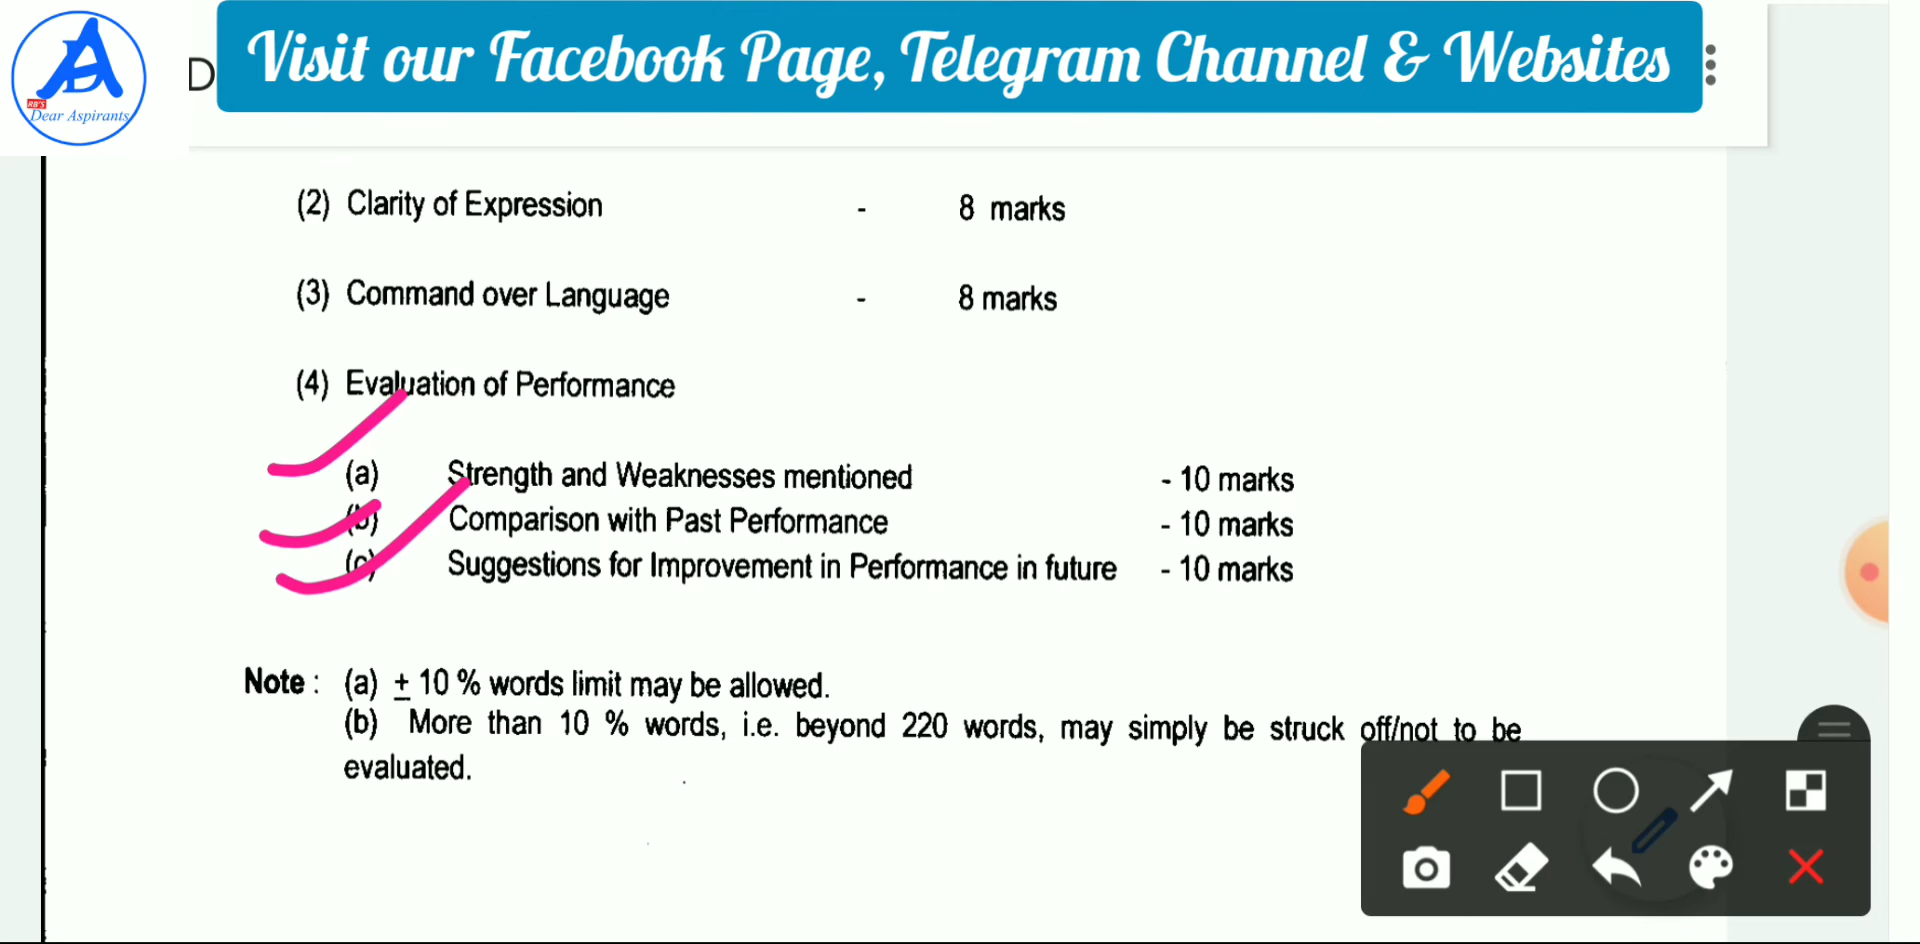 RB'S
Dear Aspirants
D
Visit our Facebook Page, Telegram Channel & Websites
(2) Clarity of Expression - 8 marks
(3) Command over Language - 8 marks
(4) Evaluation of Performance
(a) Strength and Weaknesses mentioned - 10 marks
(b) Comparison with Past Performance - 10 marks
(c) Suggestions for Improvement in Performance in future - 10 marks
Note : (a) ± 10 % words limit may be allowed.
(b) More than 10 % words, i.e. beyond 220 words, may simply be struck off/not to be
evaluated.